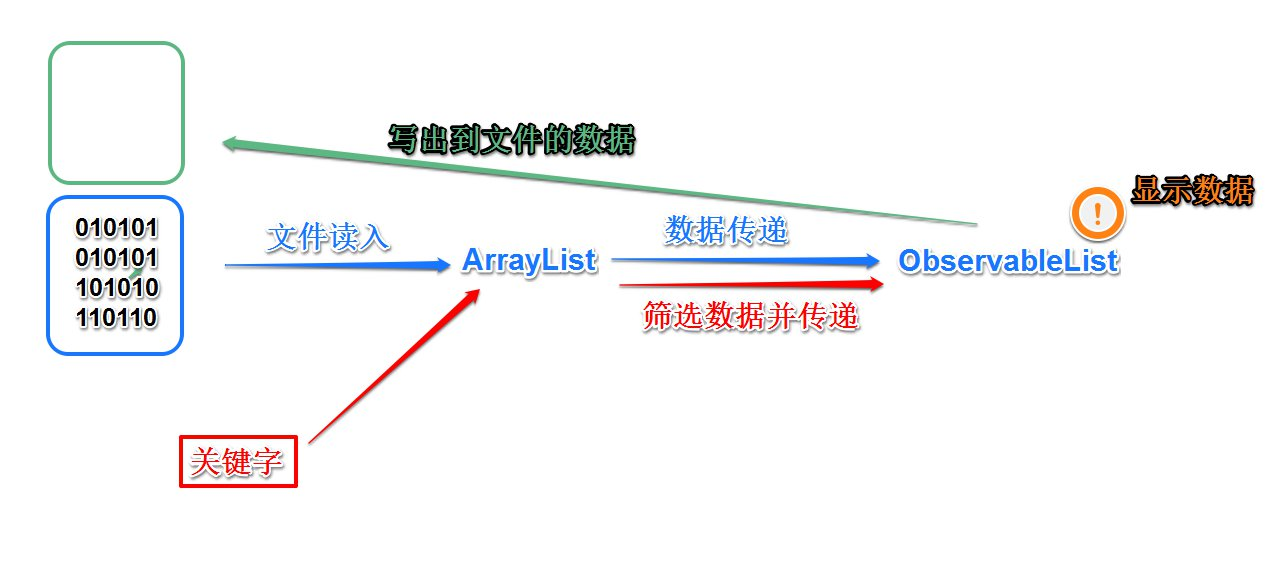 写出到文件的数据
显示数据
010101
010101
101010
110110
文件读入
ArrayList
数据传递
筛选数据并传递
ObservableList
关键字